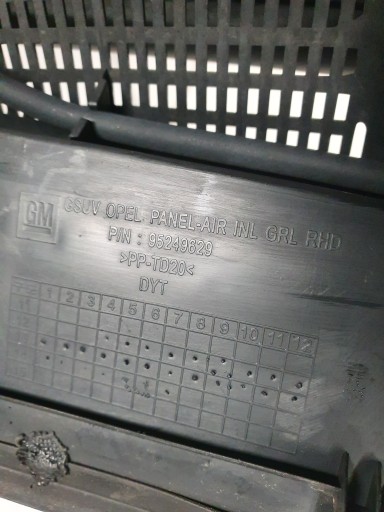 GM
GSUV OPEL PANEL-AIR INL GRL RHD
P/N : 95249629
>PP-TD20<
DYT
1 2 3 4 5 6 7 8 9 10 11 12